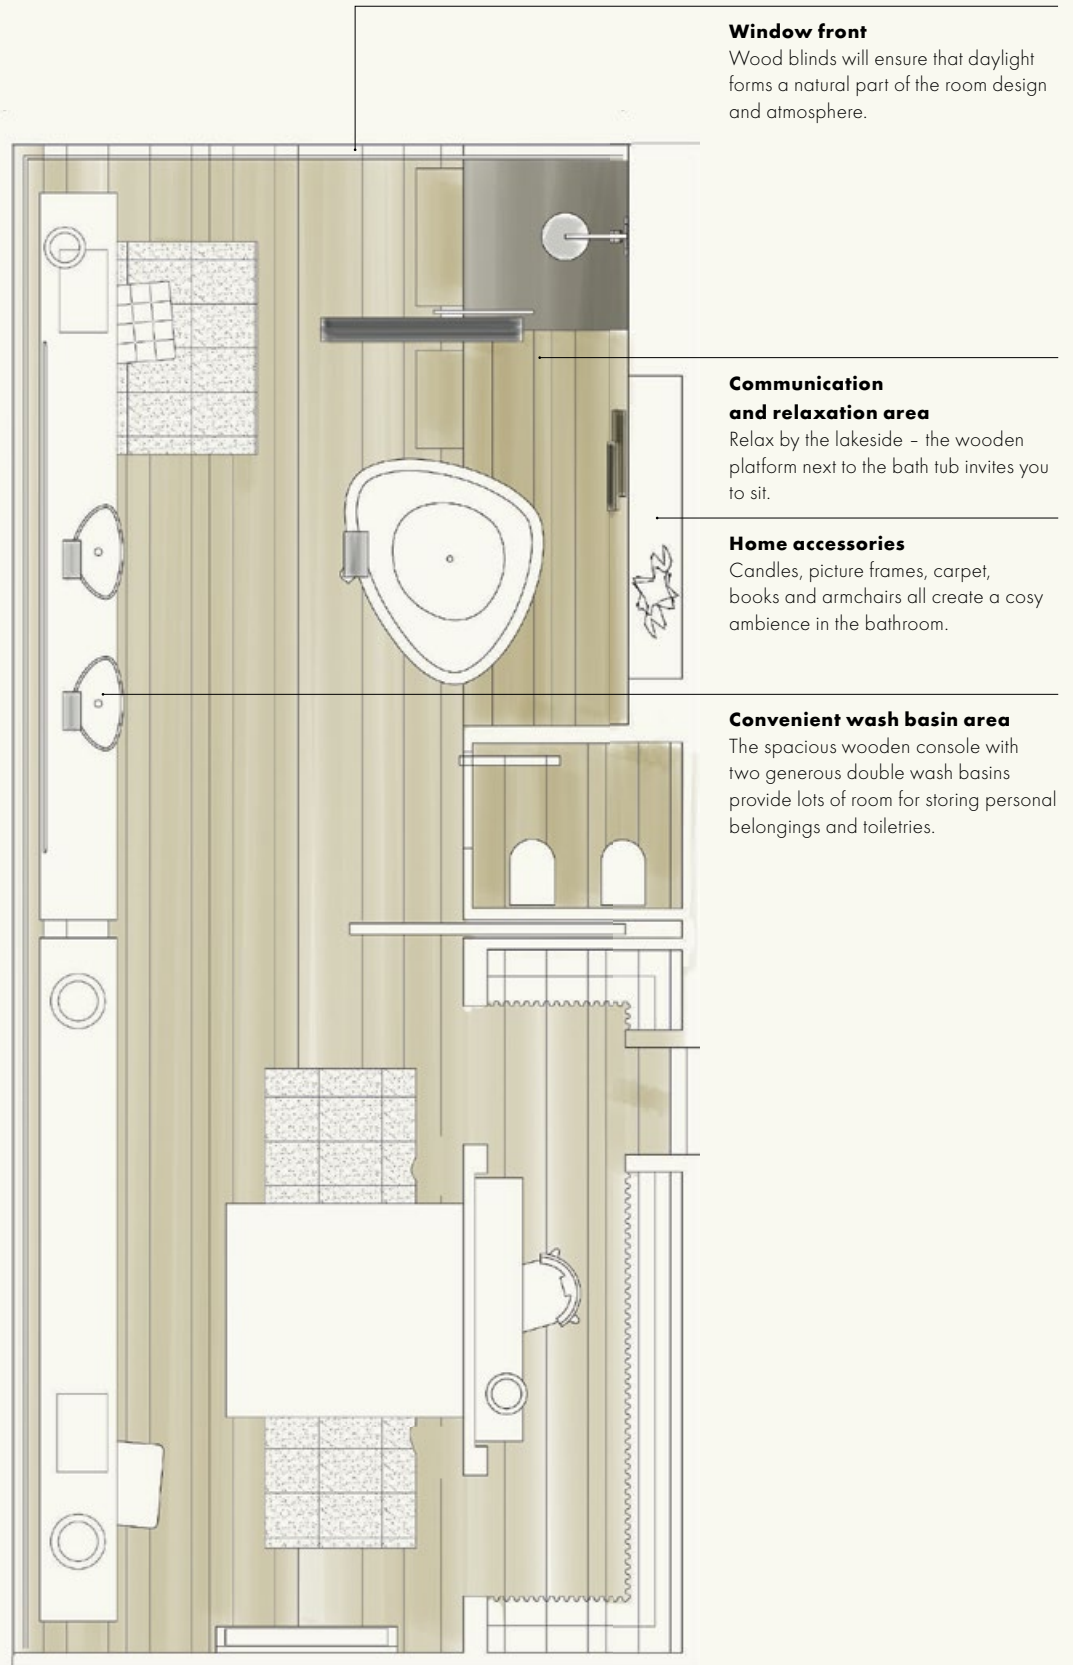 Window front
Wood blinds will ensure that daylight
forms a natural part of the room design
and atmosphere.
Communication
and relaxation area
Relax by the lakeside – the wooden
platform next to the bath tub invites you
to sit.
Home accessories
Candles, picture frames, carpet,
books and armchairs all create a cosy
ambience in the bathroom.
Convenient wash basin area
The spacious wooden console with
two generous double wash basins
provide lots of room for storing personal
belongings and toiletries.